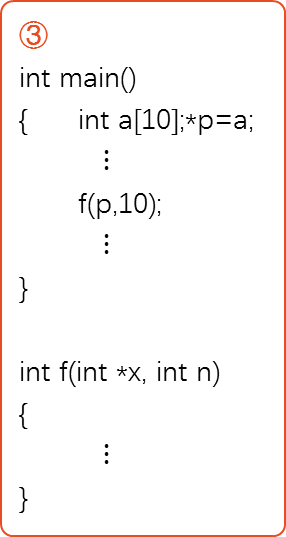 ③
int main()
{ int a[10];*p=a;
⋮
f(p,10);
⋮
}
int f(int *x, int n)
{
⋮
}